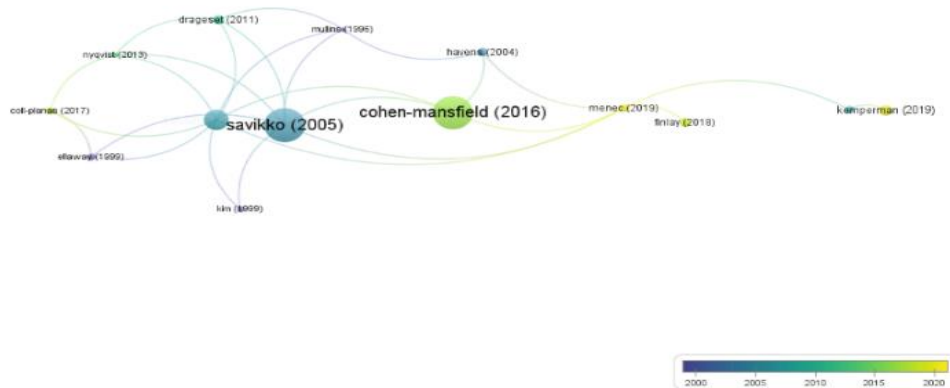 drageset (2011)
mullins (1996)
nyqvist (2013)
havens (2004)
coll-planas (2017)
savikko (2005)
cohen-mansfield (2016)
menec (2019)
finlay (2018)
kemperman (2019)
ellaway (1999)
kim (1999)
2000 2005 2010 2015 2020